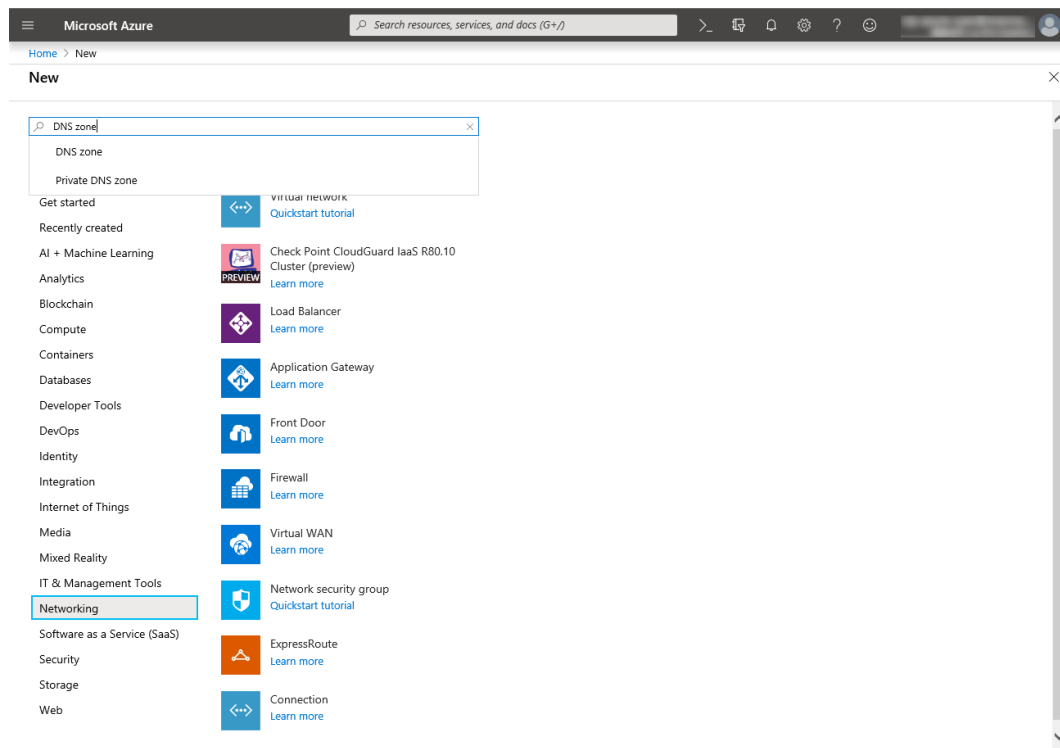 Microsoft Azure
Search resources, services, and docs (G+/)
Home > New
New
DNS zone
DNS zone
Private DNS zone
Get started
Recently created
AI + Machine Learning
Analytics
Blockchain
Compute
Containers
Databases
Developer Tools
DevOps
Identity
Integration
Internet of Things
Media
Mixed Reality
IT & Management Tools
Networking
Software as a Service (SaaS)
Security
Storage
Web
Virtual network
Quickstart tutorial
Check Point CloudGuard IaaS R80.10
Cluster (preview)
PREVIEW
Learn more
Load Balancer
Learn more
Application Gateway
Learn more
Front Door
Learn more
Firewall
Learn more
Virtual WAN
Learn more
Network security group
Quickstart tutorial
ExpressRoute
Learn more
Connection
Learn more